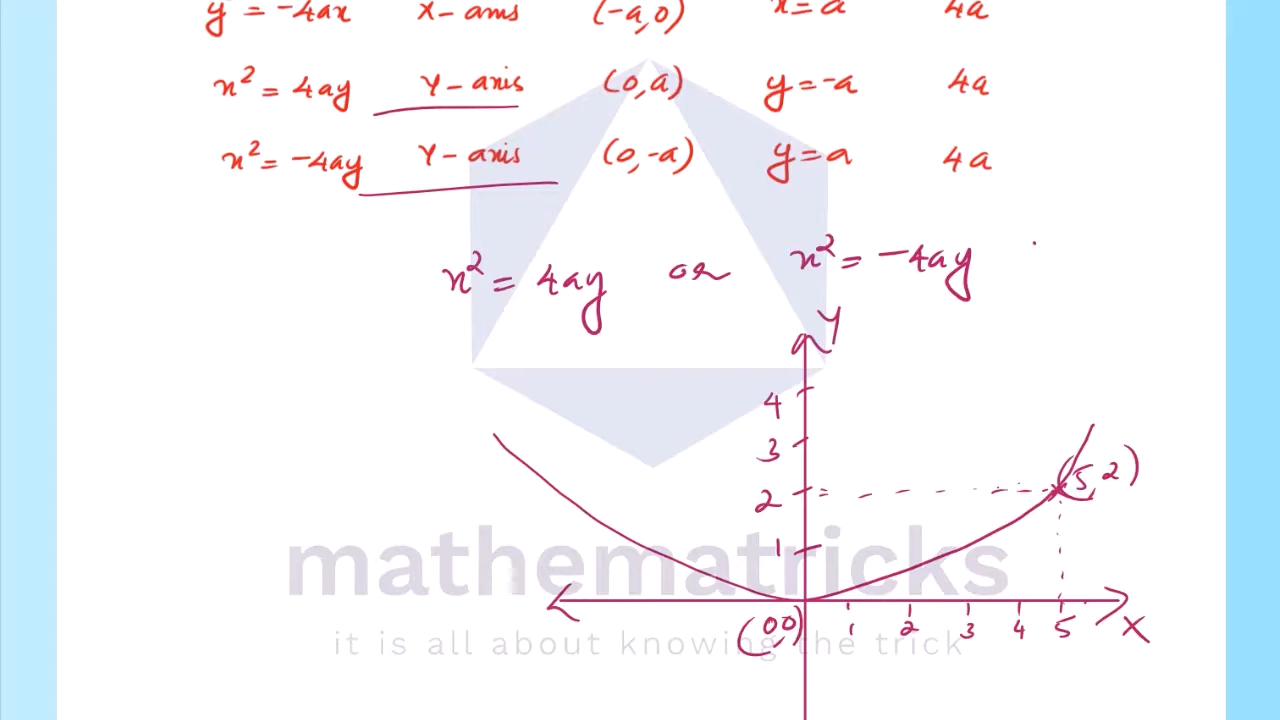 y² = -4ax X-axis (-a,0) x = a 4a
x² = 4ay Y-axis (0,a) y = -a 4a
x² = -4ay Y-axis (0,-a) y = a 4a
x² = 4ay or x² = -4ay
Y
4
3
2
1
(5,2)
(0,0) 1 2 3 4 5 X
mathematricks
it is all about knowing the trick